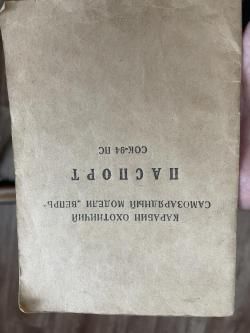 КАРАБИН ОХОТНИЧИЙ
САМОЗАРЯДНЫЙ МОДЕЛИ „ВЕПРЬ"
ПАСПОРТ
СОК-94 ПС